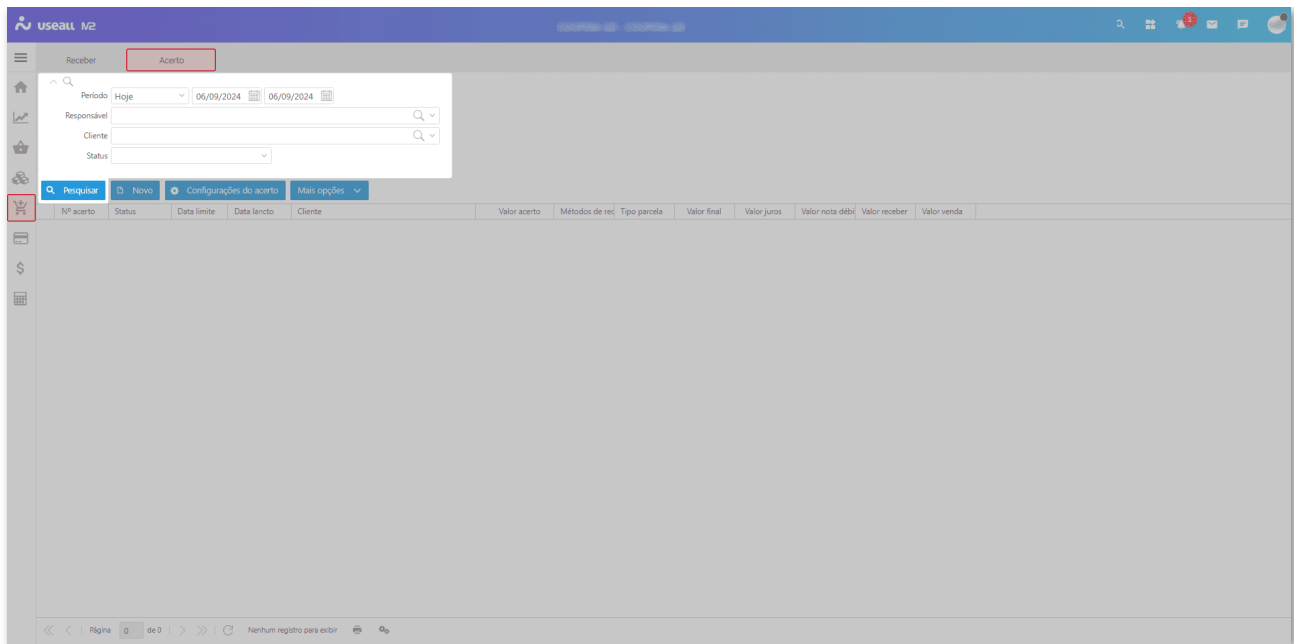 useall M2
1
Receber Acerto
Período Hoje 06/09/2024 06/09/2024
Responsável
Cliente
Status
Pesquisar Novo Configurações do acerto Mais opções
Nº acerto Status Data limite Data lancto Cliente Valor acerto Métodos de rec Tipo parcela Valor final Valor juros Valor nota débi Valor receber Valor venda
Página 0 de 0 Nenhum registro para exibir